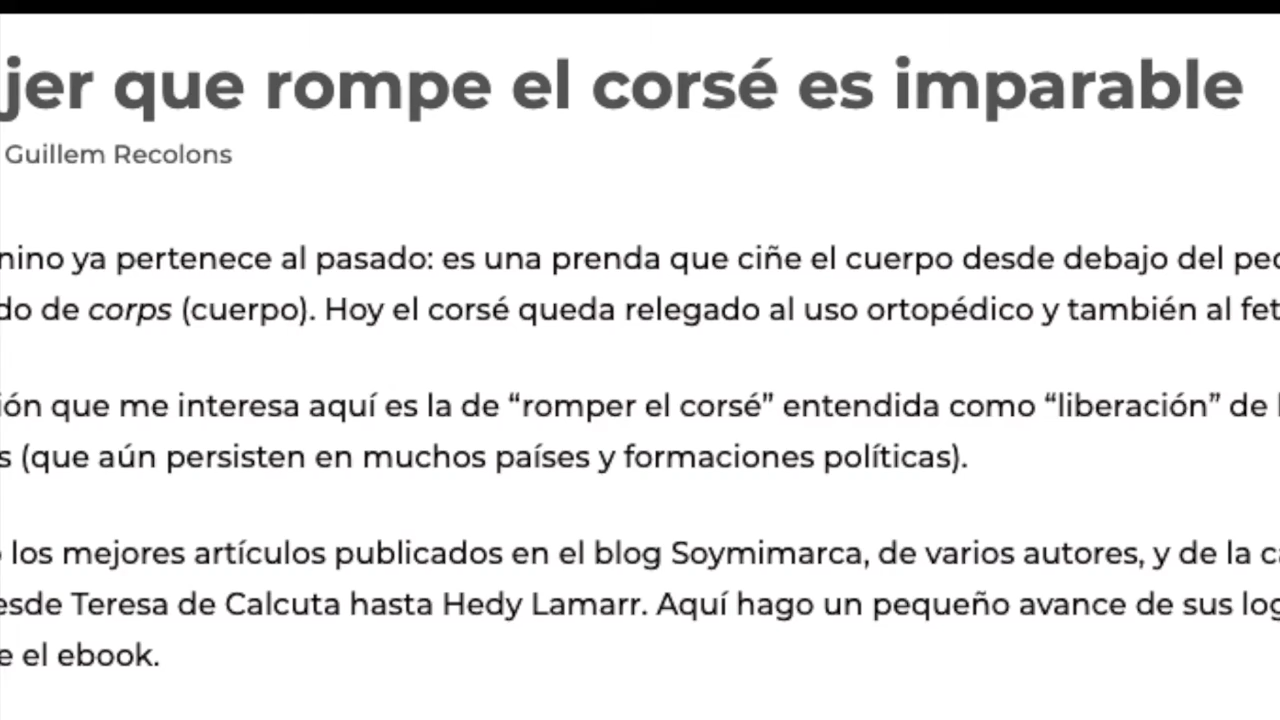 jer que rompe el corsé es imparable
Guillem Recolons
nino ya pertenece al pasado: es una prenda que ciñe el cuerpo desde debajo del pec
do de corps (cuerpo). Hoy el corsé queda relegado al uso ortopédico y también al fet
ión que me interesa aquí es la de “romper el corsé” entendida como “liberación” de l
s (que aún persisten en muchos países y formaciones políticas).
o los mejores artículos publicados en el blog Soymimarca, de varios autores, y de la ca
esde Teresa de Calcuta hasta Hedy Lamarr. Aquí hago un pequeño avance de sus log
e el ebook.